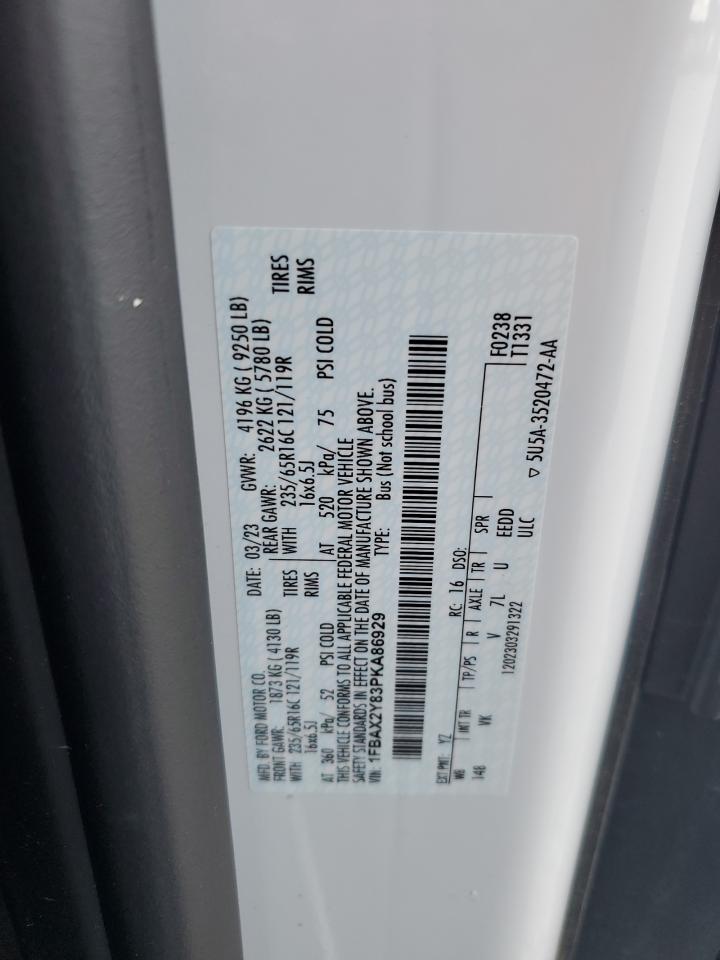 MFD. BY FORD MOTOR CO. DATE: 03/23 GVWR: 4196 KG ( 9250 LB)
FRONT GAWR: 1873 KG ( 4130 LB) REAR GAWR: 2622 KG ( 5780 LB)
WITH 235/65R16C 121/119R TIRES WITH 235/65R16C 121/119R TIRES
16x6.5J RIMS 16x6.5J RIMS
AT 360 kPa/ 52 PSI COLD AT 520 kPa/ 75 PSI COLD
THIS VEHICLE CONFORMS TO ALL APPLICABLE FEDERAL MOTOR VEHICLE
SAFETY STANDARDS IN EFFECT ON THE DATE OF MANUFACTURE SHOWN ABOVE.
VIN: 1FBAX2Y83PKA86929 TYPE: Bus (Not school bus)
EXT PNT: YZ RC: 16 DSO: F0238
WB INT TR TP/PS R AXLE TR SPR T1331
148 VK V 7L U EEDD
1202303291322 ULC ▽ 5U5A-3520472-AA